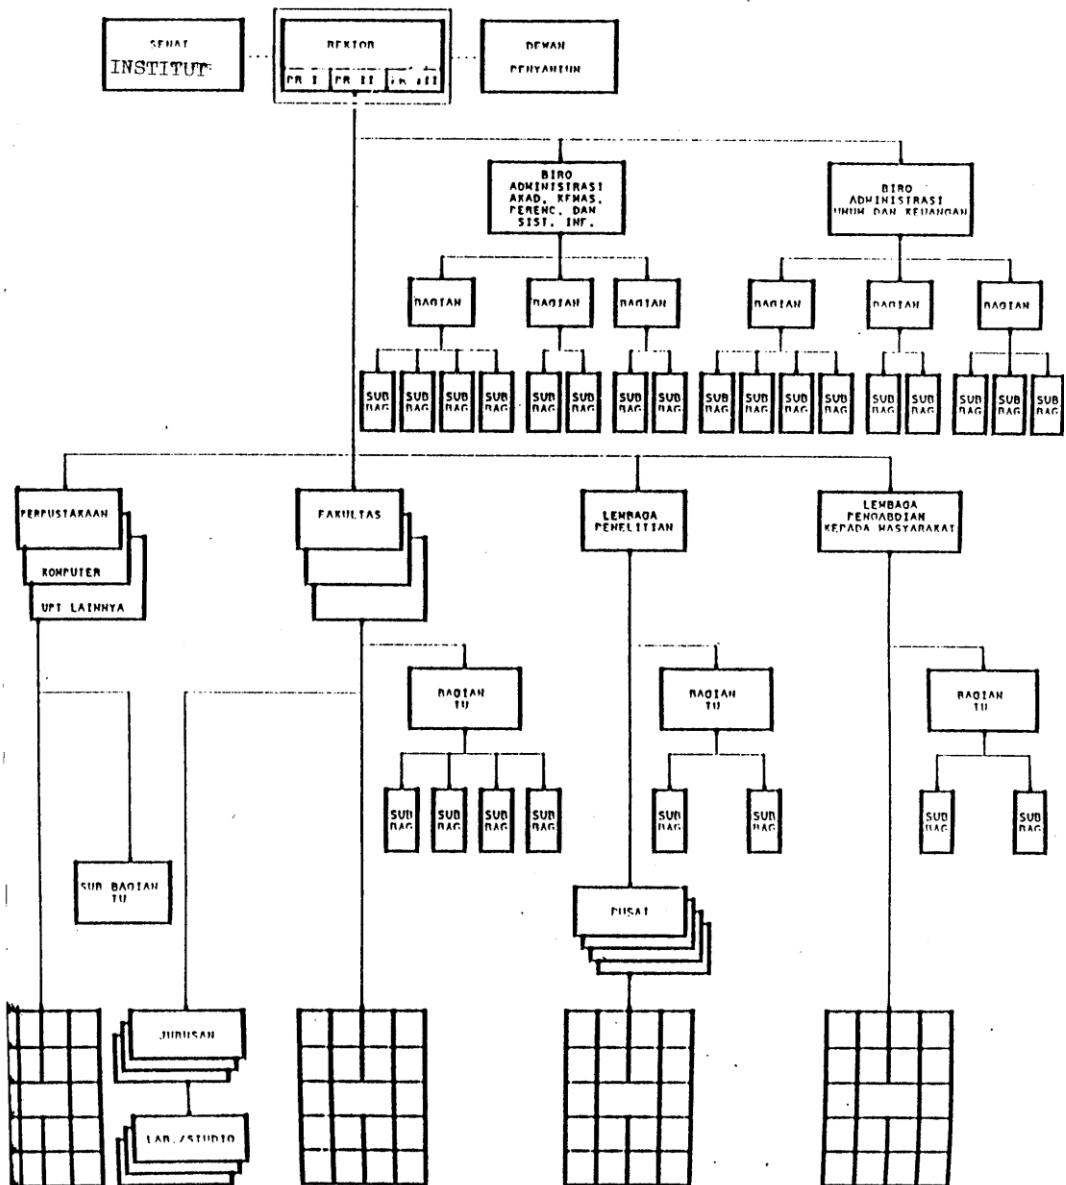 SENAT
INSTITUT
REKTOR
PR I PR II PR III
DEWAN
PENYANTUN
BIRO
ADMINISTRASI
AKAD, KEMAS,
PERENC, DAN
SIST. INF.
BIRO
ADMINISTRASI
UMUM DAN KEUANGAN
BAGIAN BAGIAN BAGIAN BAGIAN BAGIAN BAGIAN
SUB SUB SUB SUB SUB SUB SUB SUB SUB SUB SUB SUB SUB SUB SUB SUB SUB
BAG BAG BAG BAG BAG BAG BAG BAG BAG BAG BAG BAG BAG BAG BAG BAG BAG
PERPUSTAKAAN
KOMPUTER
UPT LAINNYA
FAKULTAS
LEMBAGA
PENELITIAN
LEMBAGA
PENGABDIAN
KEPADA MASYARAKAT
BAGIAN
TU
BAGIAN
TU
BAGIAN
TU
SUB SUB SUB SUB SUB SUB SUB SUB
BAG BAG BAG BAG BAG BAG BAG BAG
SUB BAGIAN
TU
PUSAT
JURUSAN
LAB./STUDIO